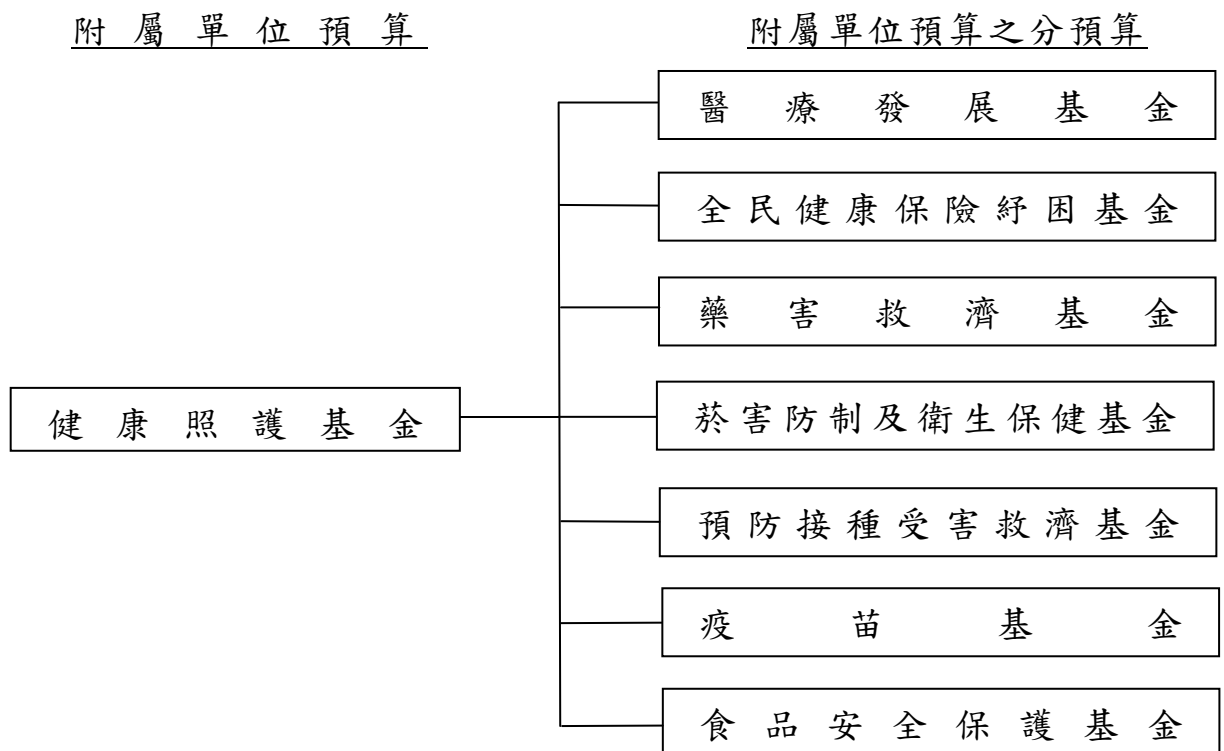 附屬單位預算
附屬單位預算之分預算
醫療發展基金
全民健康保險紓困基金
藥害救濟基金
健康照護基金
菸害防制及衛生保健基金
預防接種受害救濟基金
疫苗基金
食品安全保護基金